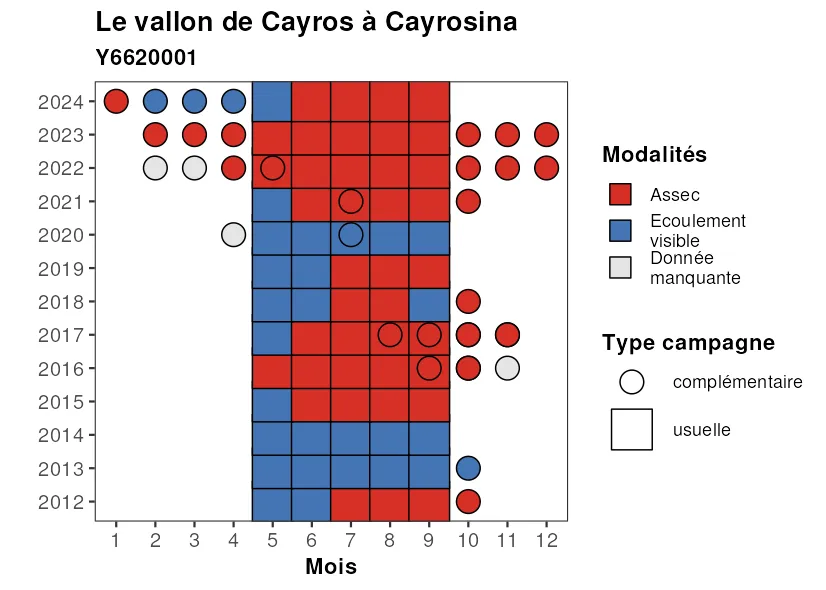 Le vallon de Cayros à Cayrosina
Y6620001
2024
2023
2022
2021
2020
2019
2018
2017
2016
2015
2014
2013
2012
1 2 3 4 5 6 7 8 9 10 11 12
Mois
Modalités
Assec
Ecoulement
visible
Donnée
manquante
Type campagne
complémentaire
usuelle